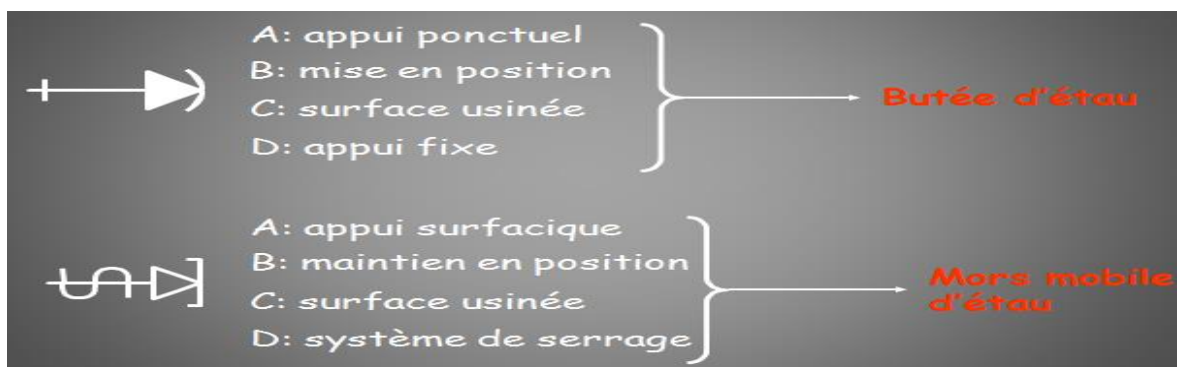 A: appui ponctuel
B: mise en position
C: surface usinée
D: appui fixe
Butée d'étau
A: appui surfacique
B: maintien en position
C: surface usinée
D: système de serrage
Mors mobile
d'étau